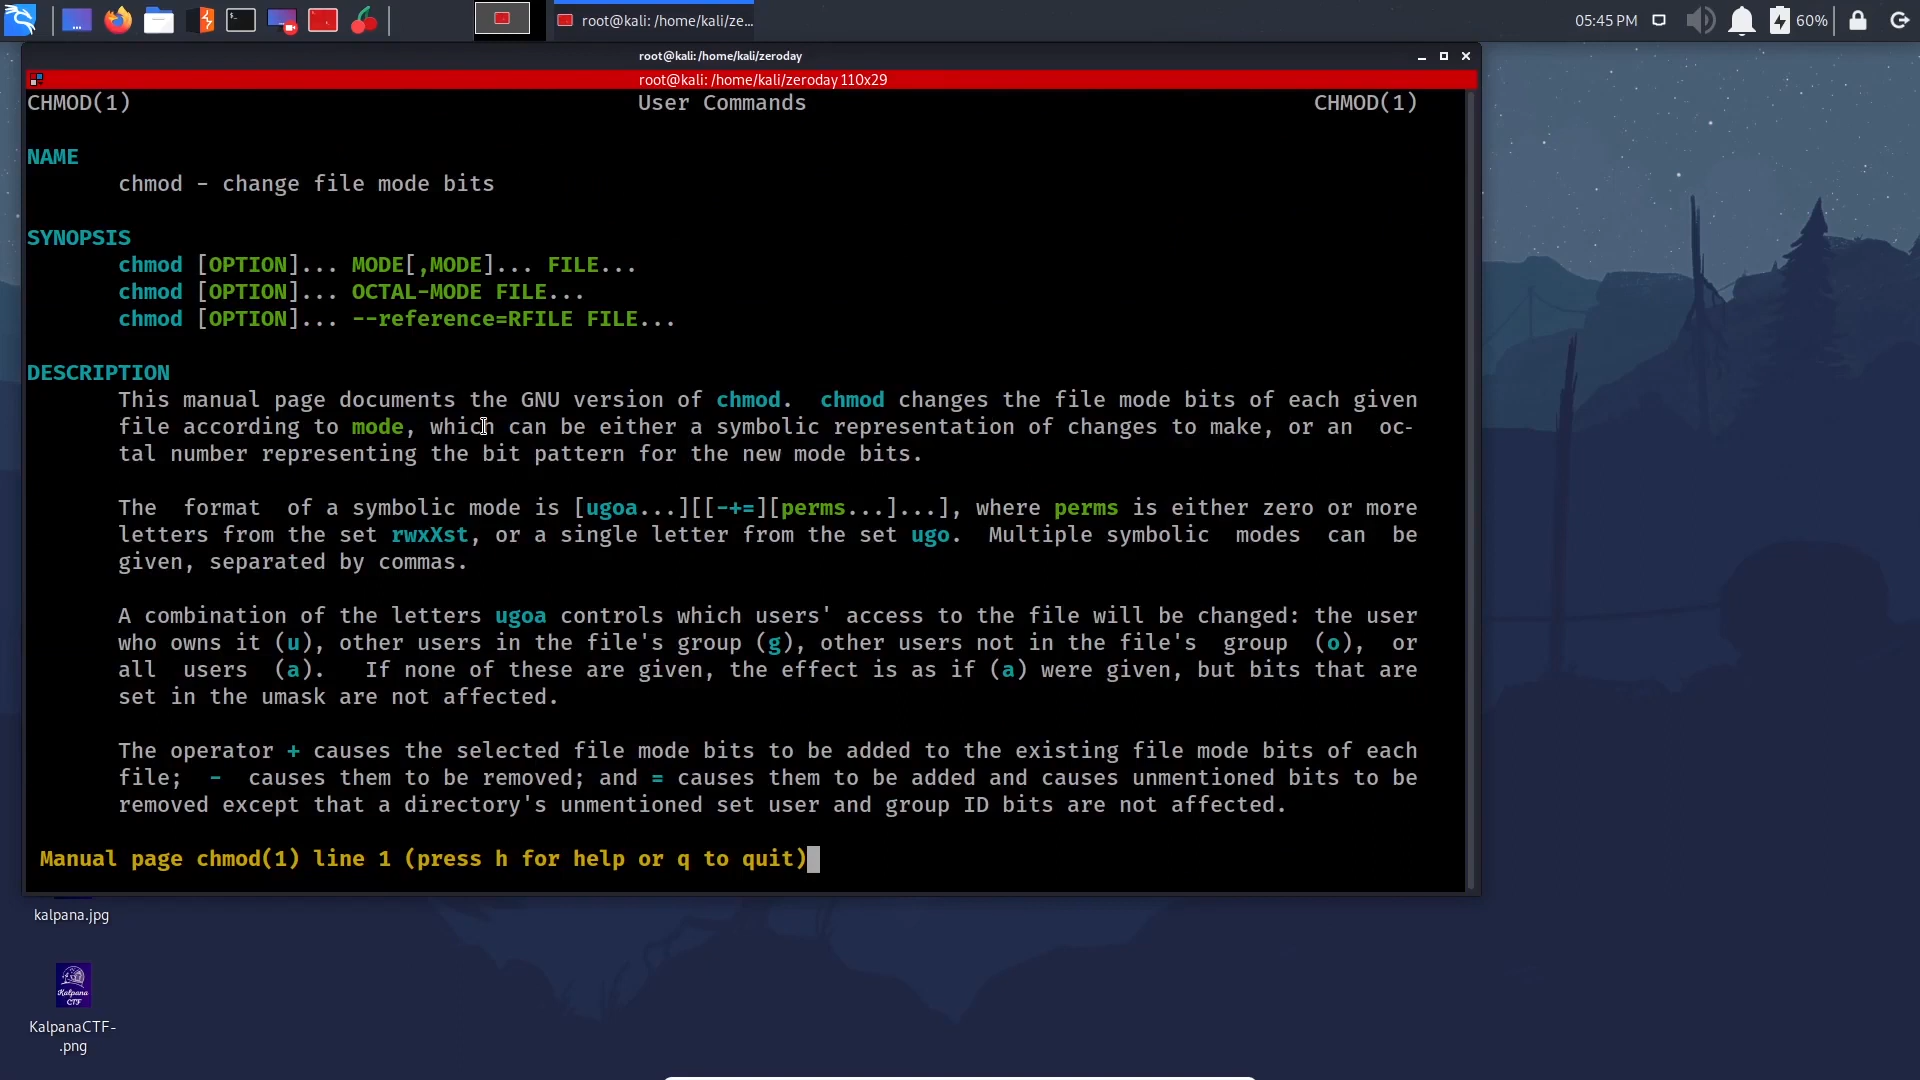 root@kali: /home/kali/ze...
05:45 PM
60%
root@kali: /home/kali/zeroday
root@kali: /home/kali/zeroday 110x29
CHMOD(1) User Commands CHMOD(1)
NAME
chmod - change file mode bits
SYNOPSIS
chmod [OPTION]... MODE[,MODE]... FILE...
chmod [OPTION]... OCTAL-MODE FILE...
chmod [OPTION]... --reference=RFILE FILE...
DESCRIPTION
This manual page documents the GNU version of chmod. chmod changes the file mode bits of each given
file according to mode, which can be either a symbolic representation of changes to make, or an oc-
tal number representing the bit pattern for the new mode bits.
The format of a symbolic mode is [ugoa...][[-+=][perms...]...], where perms is either zero or more
letters from the set rwxXst, or a single letter from the set ugo. Multiple symbolic modes can be
given, separated by commas.
A combination of the letters ugoa controls which users' access to the file will be changed: the user
who owns it (u), other users in the file's group (g), other users not in the file's group (o), or
all users (a). If none of these are given, the effect is as if (a) were given, but bits that are
set in the umask are not affected.
The operator + causes the selected file mode bits to be added to the existing file mode bits of each
file; - causes them to be removed; and = causes them to be added and causes unmentioned bits to be
removed except that a directory's unmentioned set user and group ID bits are not affected.
Manual page chmod(1) line 1 (press h for help or q to quit)
kalpana.jpg
Kalpana
CTF
KalpanaCTF-
.png